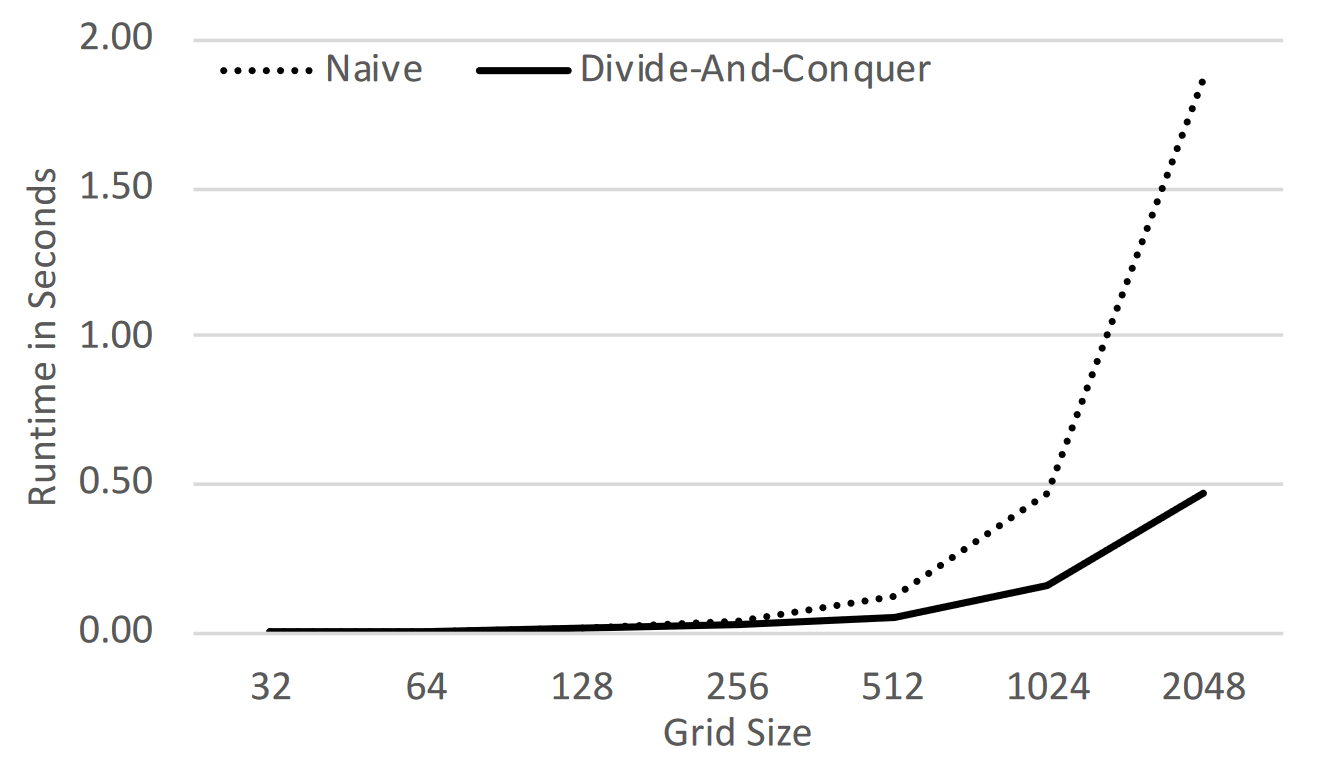 2.00
Naive Divide-And-Conquer
1.50
1.00
0.50
0.00
Runtime in Seconds
32 64 128 256 512 1024 2048
Grid Size